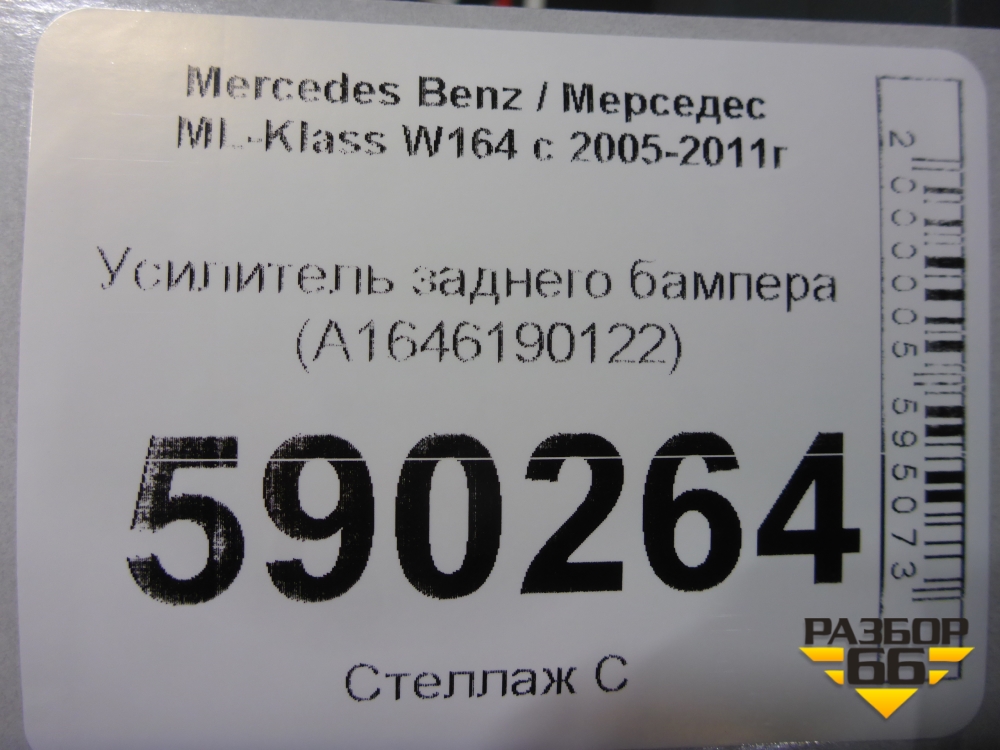 Mercedes Benz / Мерседес
ML-Klass W164 с 2005-2011г
Усилитель заднего бампера
(A1646190122)
590264
Стеллаж С
2000005595073
РАЗБОР
66